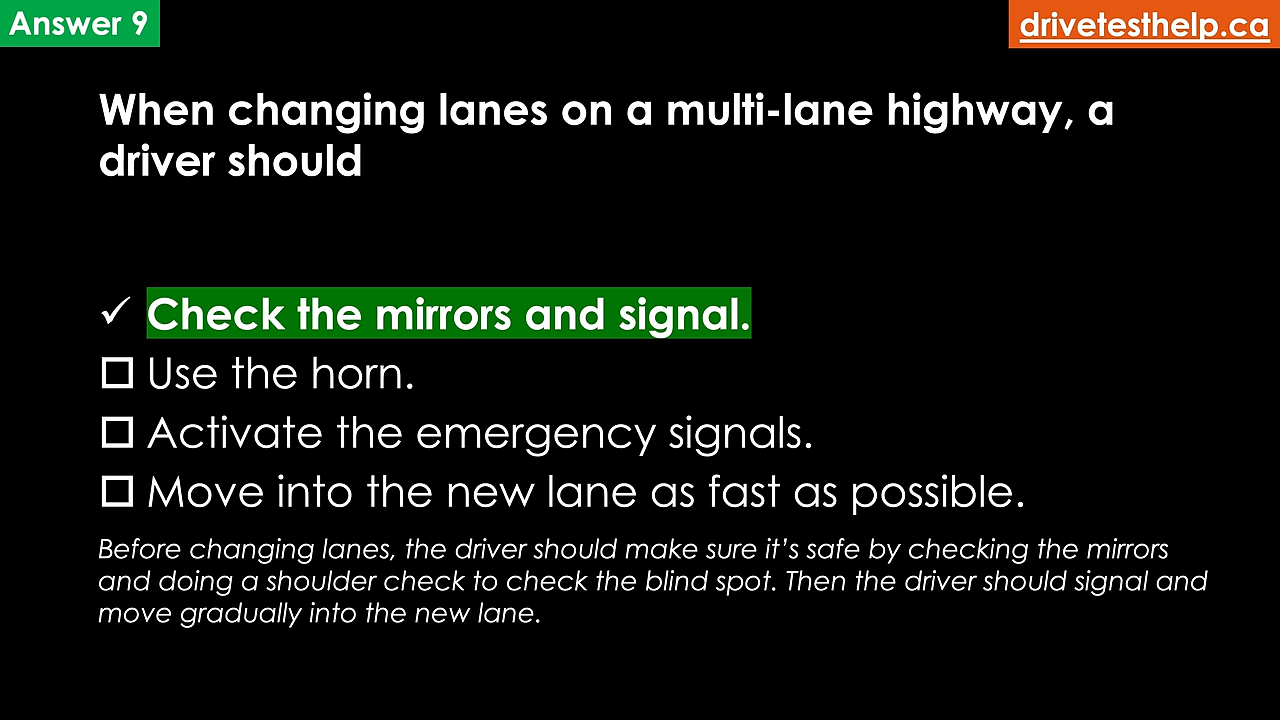 Answer 9
drivetesthelp.ca
When changing lanes on a multi-lane highway, a
driver should
✓ Check the mirrors and signal.
☐ Use the horn.
☐ Activate the emergency signals.
☐ Move into the new lane as fast as possible.
Before changing lanes, the driver should make sure it’s safe by checking the mirrors
and doing a shoulder check to check the blind spot. Then the driver should signal and
move gradually into the new lane.